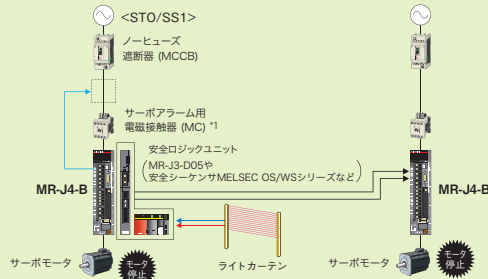 <STO/SS1>
ノーヒューズ
遮断器 (MCCB)
サーボアラーム用
電磁接触器 (MC) *1
安全ロジックユニット
(MR-J3-D05や
安全シーケンサMELSEC OS/WSシリーズなど)
MR-J4-B
MR-J4-B
サーボモータ
モータ
停止
ライトカーテン
サーボモータ
モータ
停止